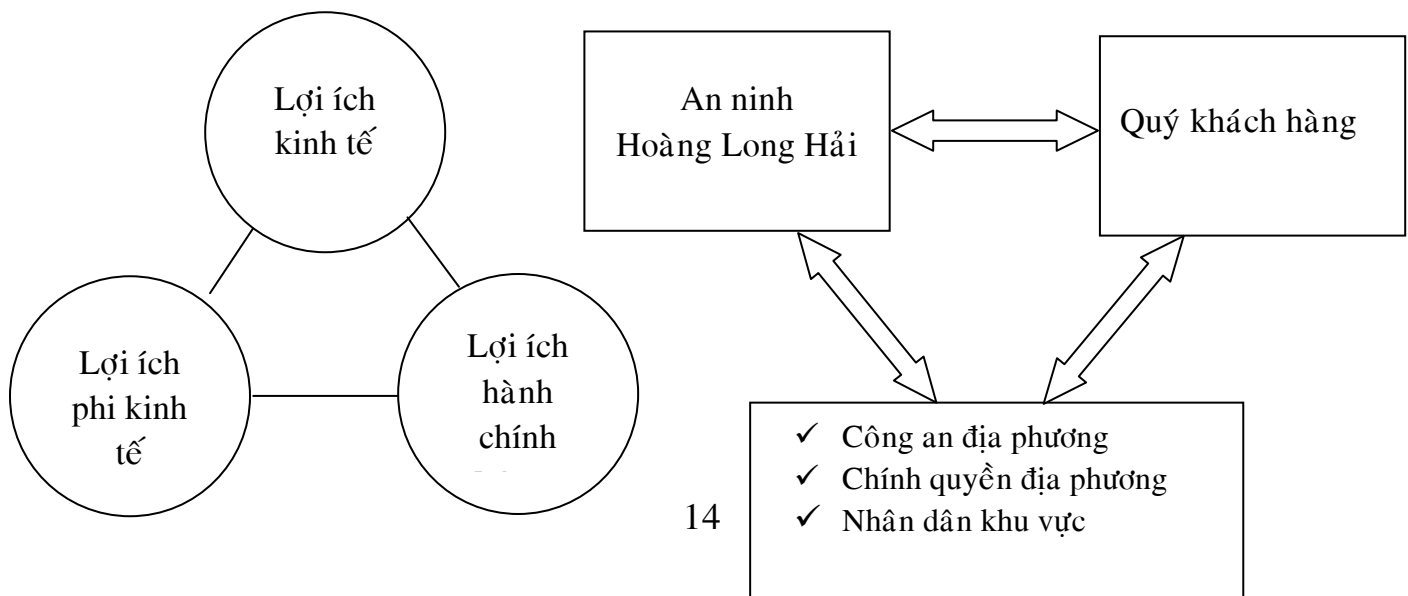 Lợi ích
kinh tế
Lợi ích
phi kinh
tế
Lợi ích
hành
chính
An ninh
Hoàng Long Hải
Quý khách hàng
✓ Công an địa phương
✓ Chính quyền địa phương
✓ Nhân dân khu vực
14